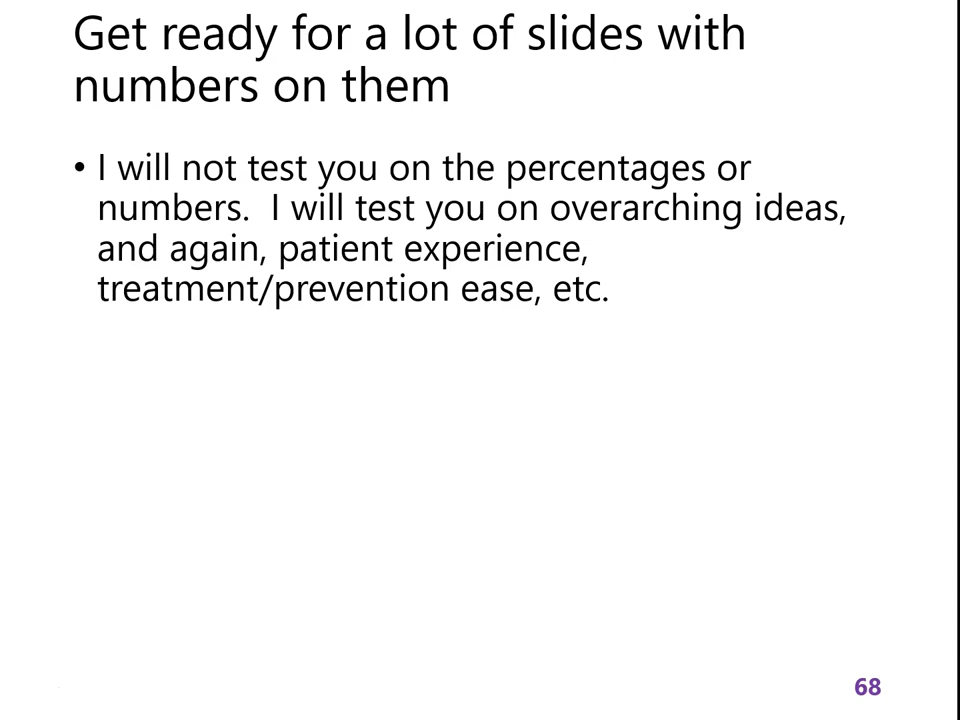 Get ready for a lot of slides with
numbers on them
• I will not test you on the percentages or
numbers.  I will test you on overarching ideas,
and again, patient experience,
treatment/prevention ease, etc.
68